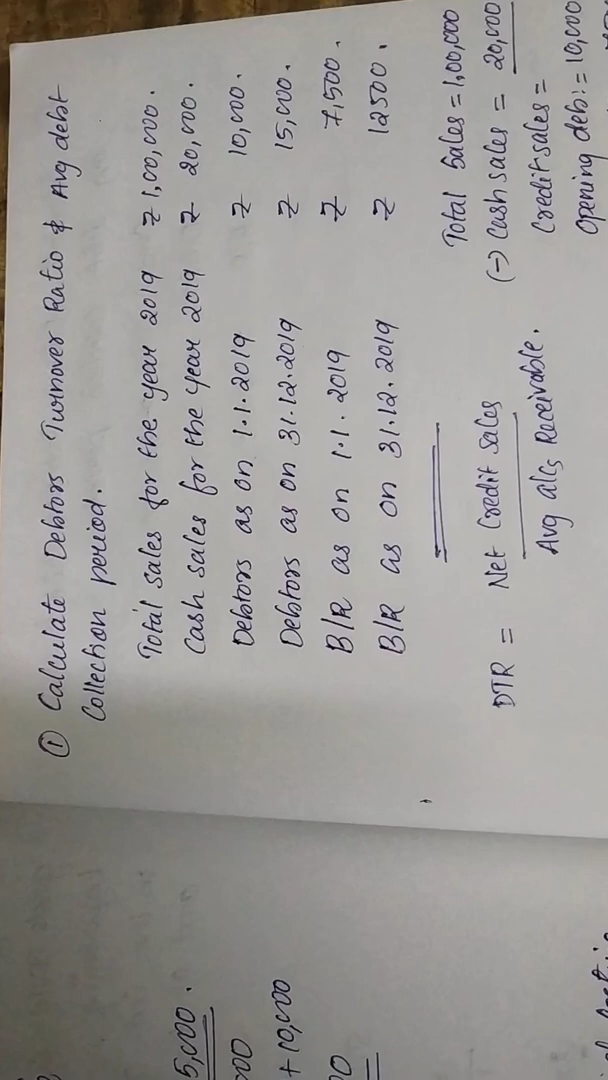 ① Calculate Debtors Turnover Ratio & Avg debt
Collection period.
Total sales for the year 2019 ₹ 1,00,000.
Cash sales for the year 2019 ₹ 20,000.
Debtors as on 1.1.2019 ₹ 10,000.
Debtors as on 31.12.2019 ₹ 15,000.
B/R as on 1.1.2019 ₹ 7,500.
B/R as on 31.12.2019 ₹ 12500.
Total Sales = 1,00,000
(-) Cash sales = 20,000
Credit sales =
Opening deb: = 10,000
DTR = Net Credit Sales
Avg a/cs Receivable.
5,000.
000
+ 10,000